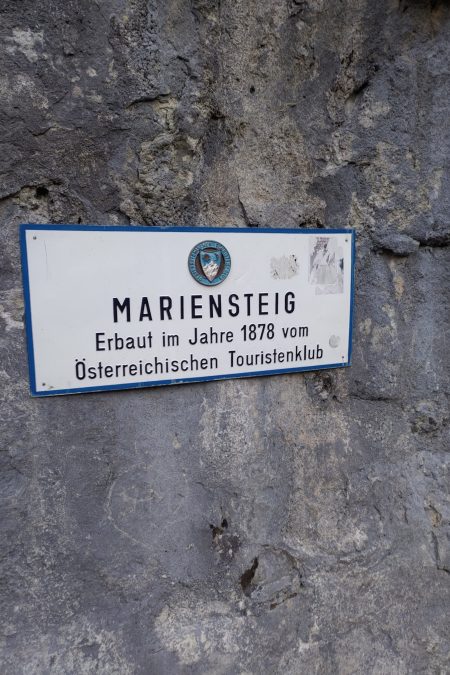 MARIENSTEIG
Erbaut im Jahre 1878 vom
Österreichischen Touristenklub